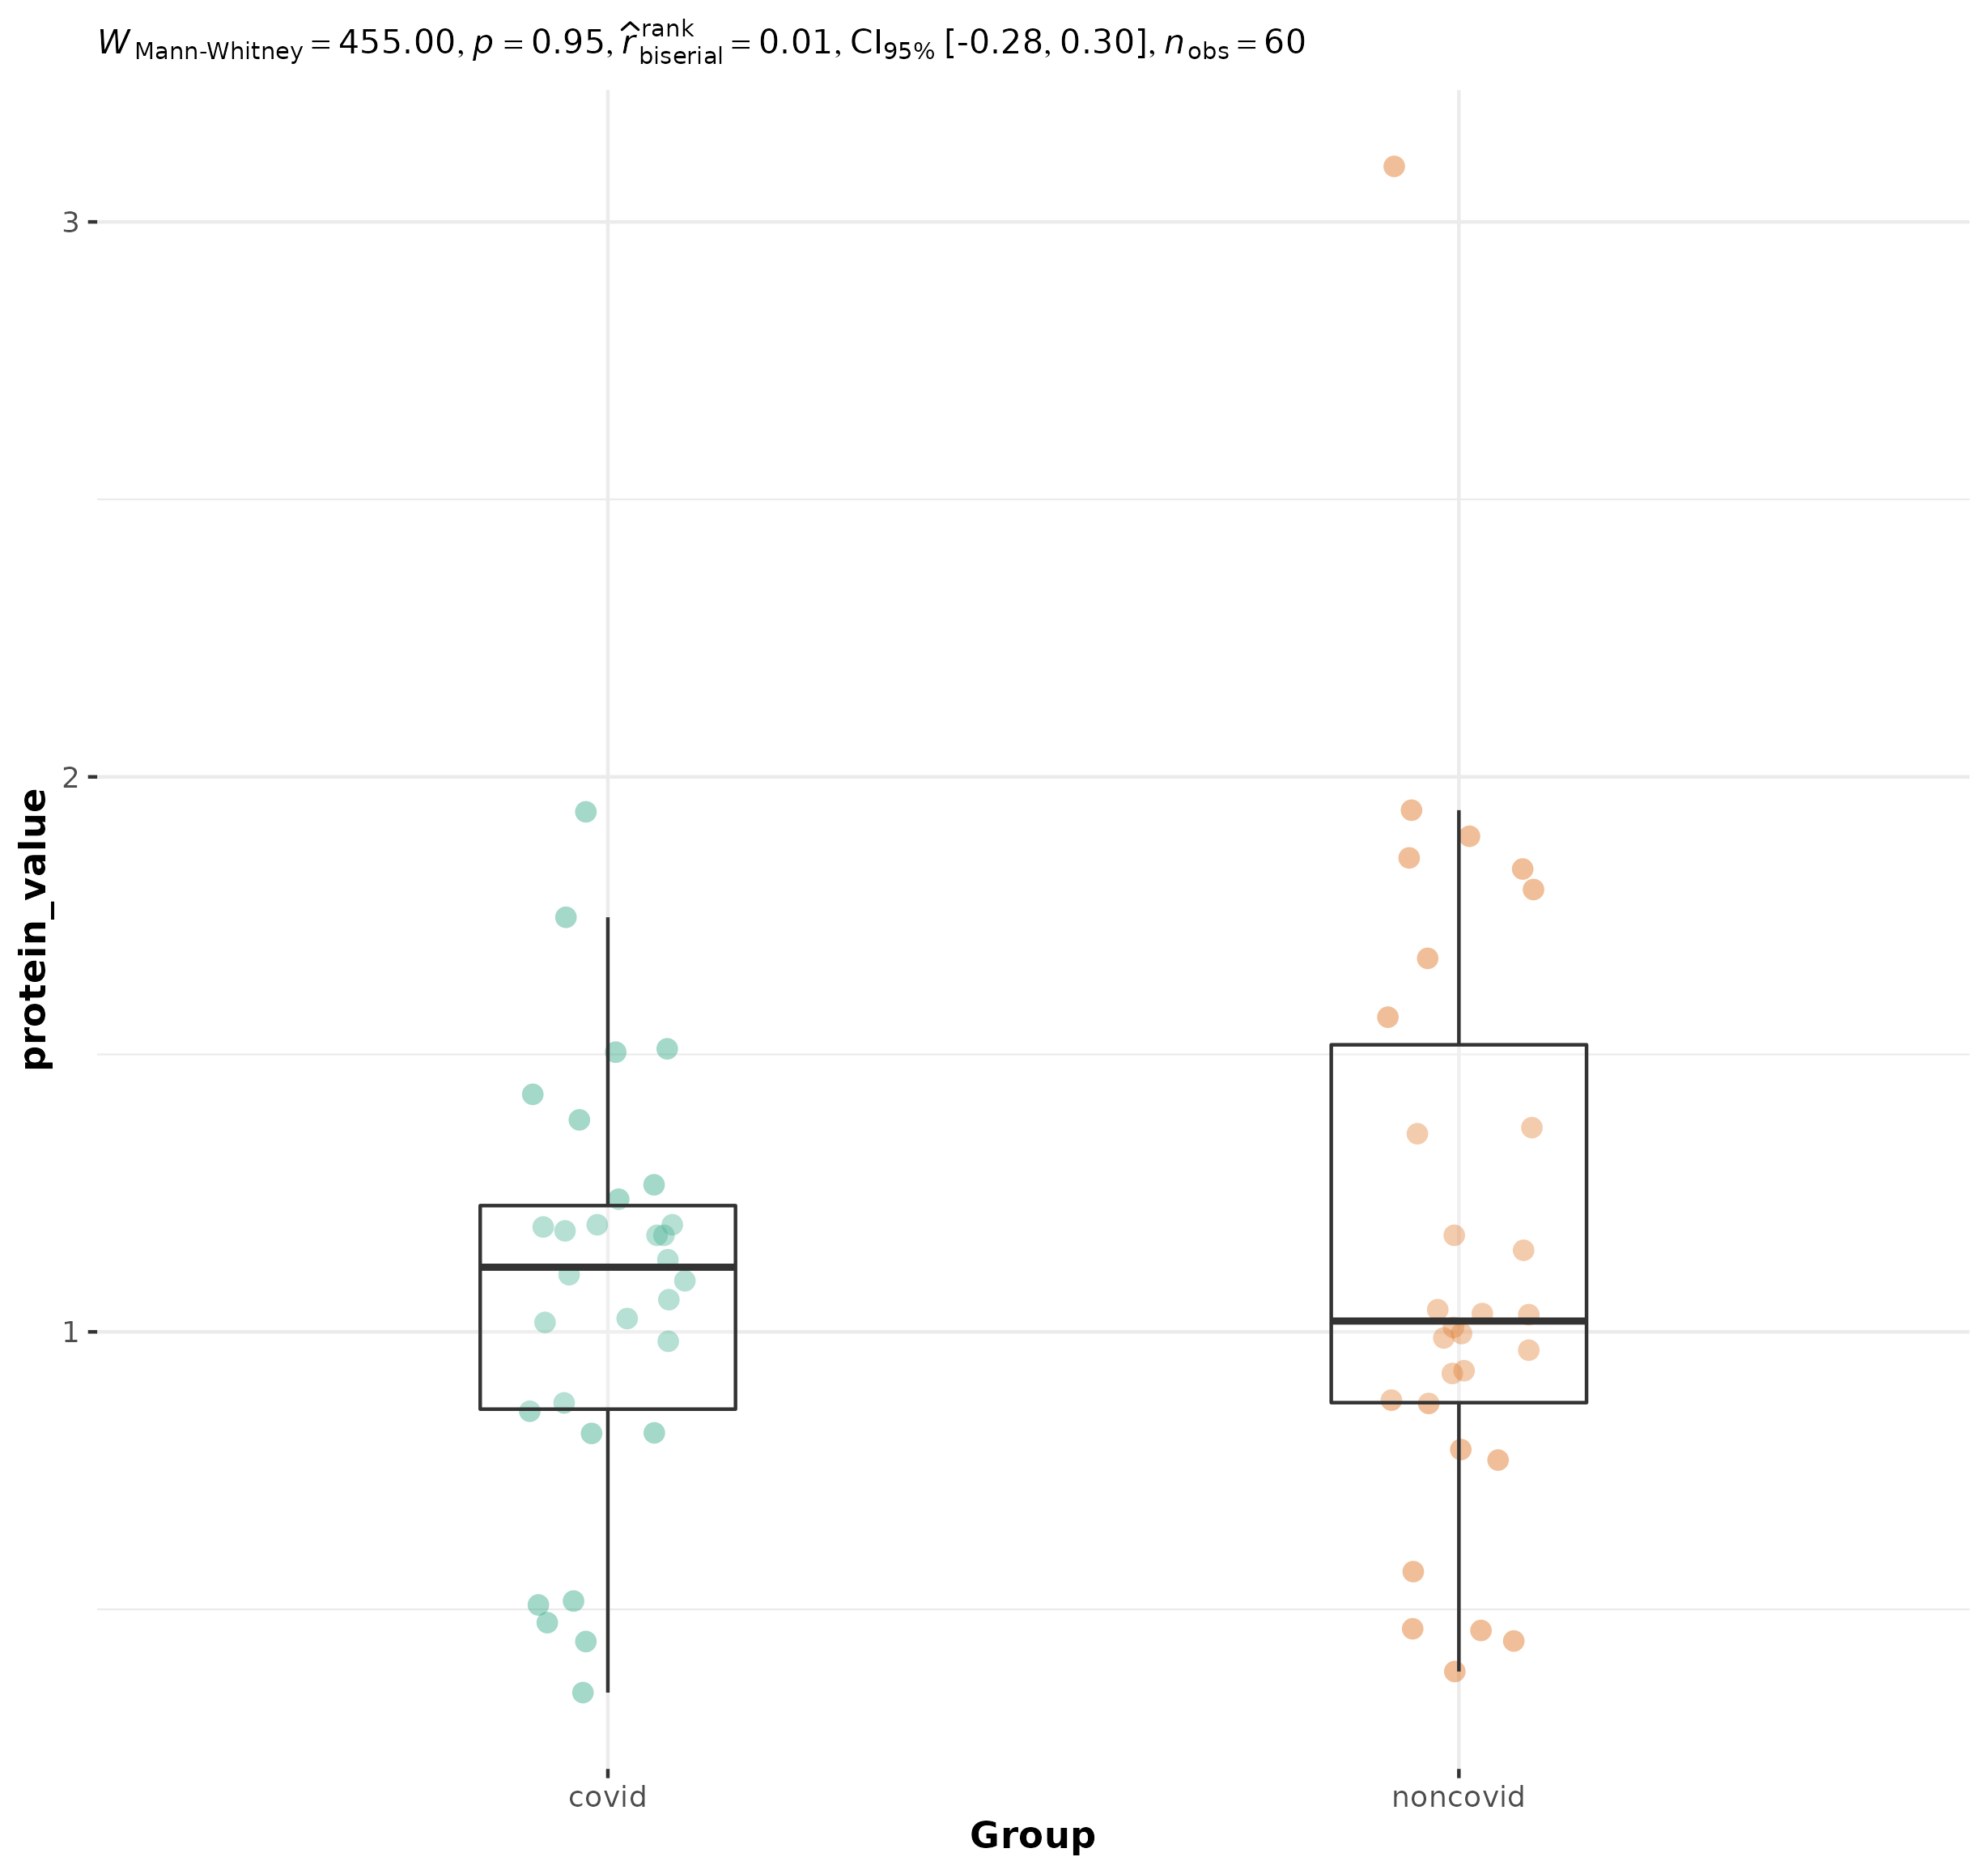 W Mann-Whitney = 455.00, p = 0.95, r̂ rank biserial = 0.01, CI95% [-0.28, 0.30], nobs = 60
3
2
1
protein_value
covid noncovid
Group